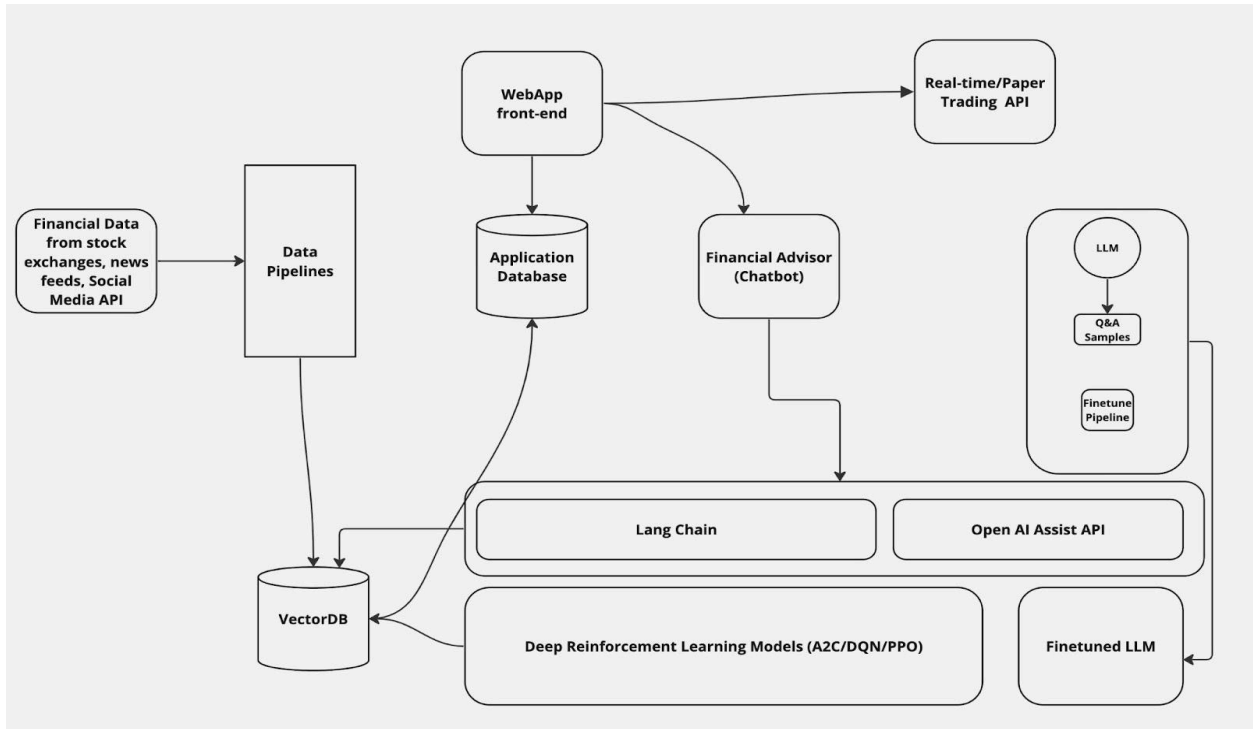 WebApp
front-end
Real-time/Paper
Trading API
Financial Data
from stock
exchanges, news
feeds, Social
Media API
Data
Pipelines
Application
Database
Financial Advisor
(Chatbot)
LLM
Q&A
Samples
Finetune
Pipeline
Lang Chain
Open AI Assist API
VectorDB
Deep Reinforcement Learning Models (A2C/DQN/PPO)
Finetuned LLM